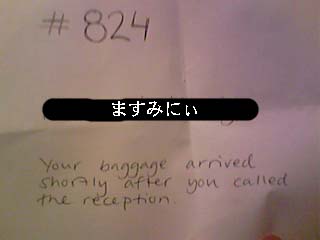 # 824
ますみにぃ
Your baggage arrived
shortly after you called
the reception.